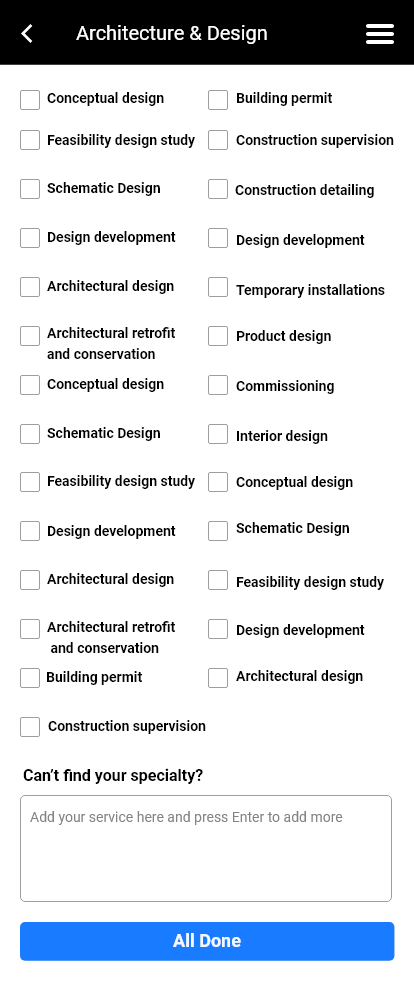 Architecture & Design
Conceptual design
Building permit
Feasibility design study
Construction supervision
Schematic Design
Construction detailing
Design development
Design development
Architectural design
Temporary installations
Architectural retrofit
and conservation
Product design
Conceptual design
Commissioning
Schematic Design
Interior design
Feasibility design study
Conceptual design
Design development
Schematic Design
Architectural design
Feasibility design study
Architectural retrofit
and conservation
Design development
Building permit
Architectural design
Construction supervision
Can't find your specialty?
Add your service here and press Enter to add more
All Done